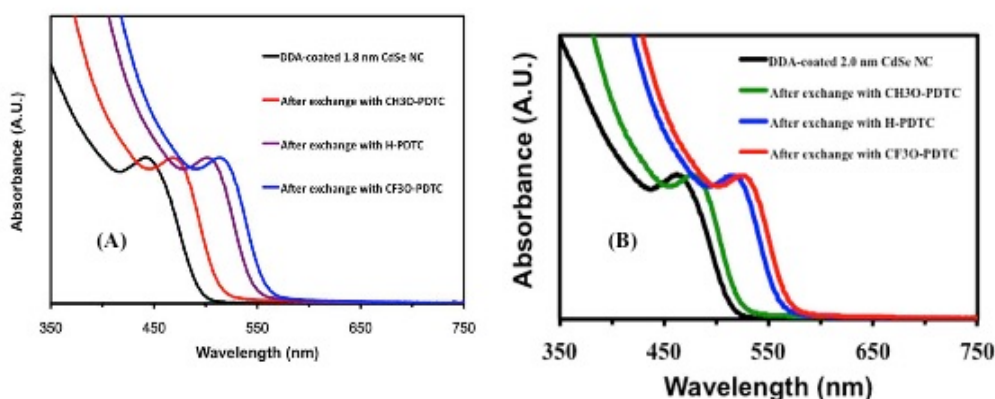 DDA-coated 1.8 nm CdSe NC
After exchange with CH3O-PDTC
After exchange with H-PDTC
After exchange with CF3O-PDTC
(A)
Absorbance (A.U.)
350 450 550 650 750
Wavelength (nm)
DDA-coated 2.0 nm CdSe NC
After exchange with CH3O-PDTC
After exchange with H-PDTC
After exchange with CF3O-PDTC
(B)
Absorbance (A.U.)
350 450 550 650 750
Wavelength (nm)